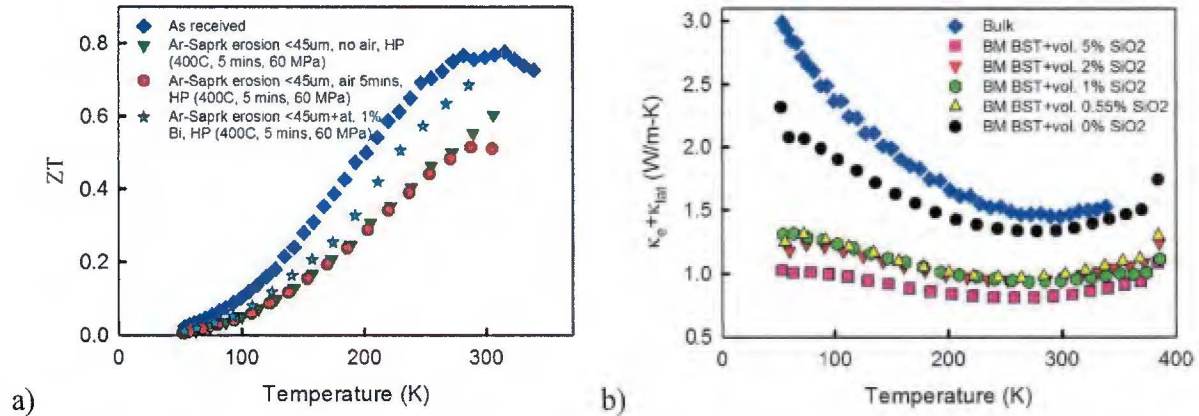 As received
Ar-Saprk erosion <45um, no air, HP
(400C, 5 mins, 60 MPa)
Ar-Saprk erosion <45um, air 5mins,
HP (400C, 5 mins, 60 MPa)
Ar-Saprk erosion <45um+at. 1%
Bi, HP (400C, 5 mins, 60 MPa)
0.8
0.6
0.4
0.2
0.0
ZT
0 100 200 300
Temperature (K)
a)
Bulk
BM BST+vol. 5% SiO2
BM BST+vol. 2% SiO2
BM BST+vol. 1% SiO2
BM BST+vol. 0.55% SiO2
BM BST+vol. 0% SiO2
3.0
2.5
2.0
1.5
1.0
0.5
κe+κlat (W/m-K)
0 100 200 300 400
Temperature (K)
b)